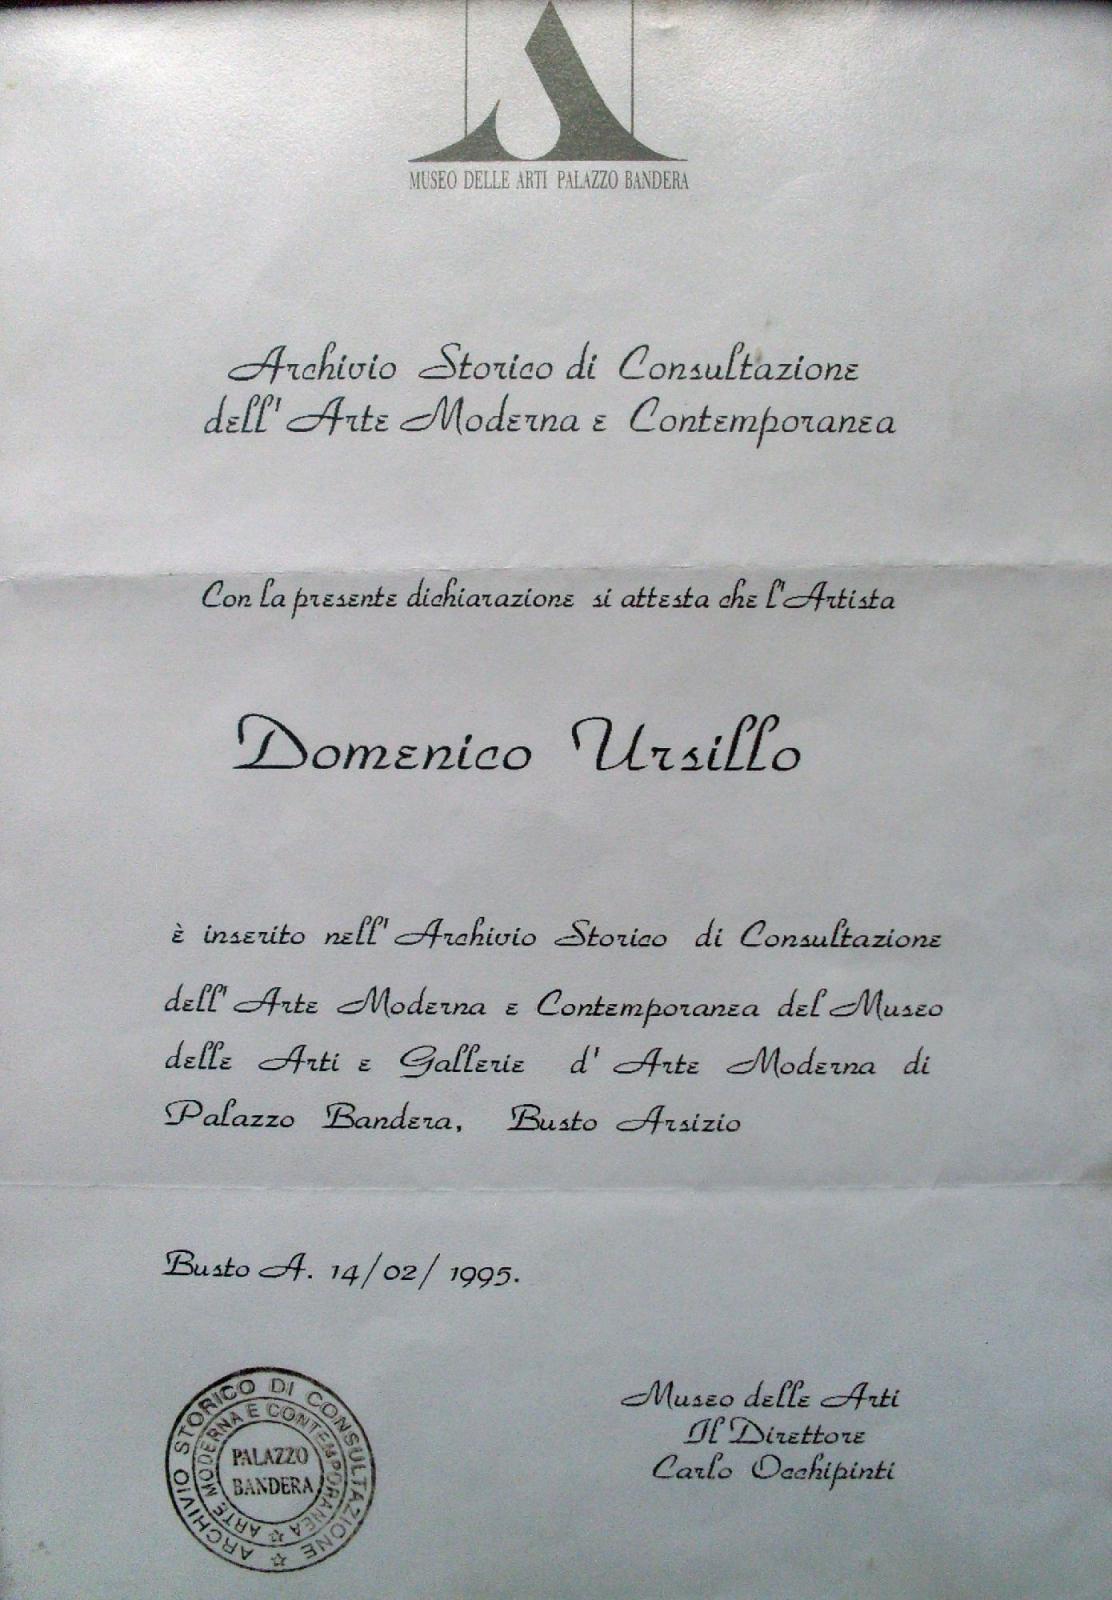 MUSEO DELLE ARTI PALAZZO BANDERA
Archivio Storico di Consultazione
dell' Arte Moderna e Contemporanea
Con la presente dichiarazione si attesta che l'Artista
Domenico Ursillo
è inserito nell' Archivio Storico di Consultazione
dell' Arte Moderna e Contemporanea del Museo
delle Arti e Gallerie d' Arte Moderna di
Palazzo Bandera, Busto Arsizio
Busto A. 14/02/ 1995.
ARCHIVIO STORICO DI CONSULTAZIONE
ARTE MODERNA E CONTEMPORANEA
PALAZZO
BANDERA
Museo delle Arti
Il Direttore
Carlo Occhipinti